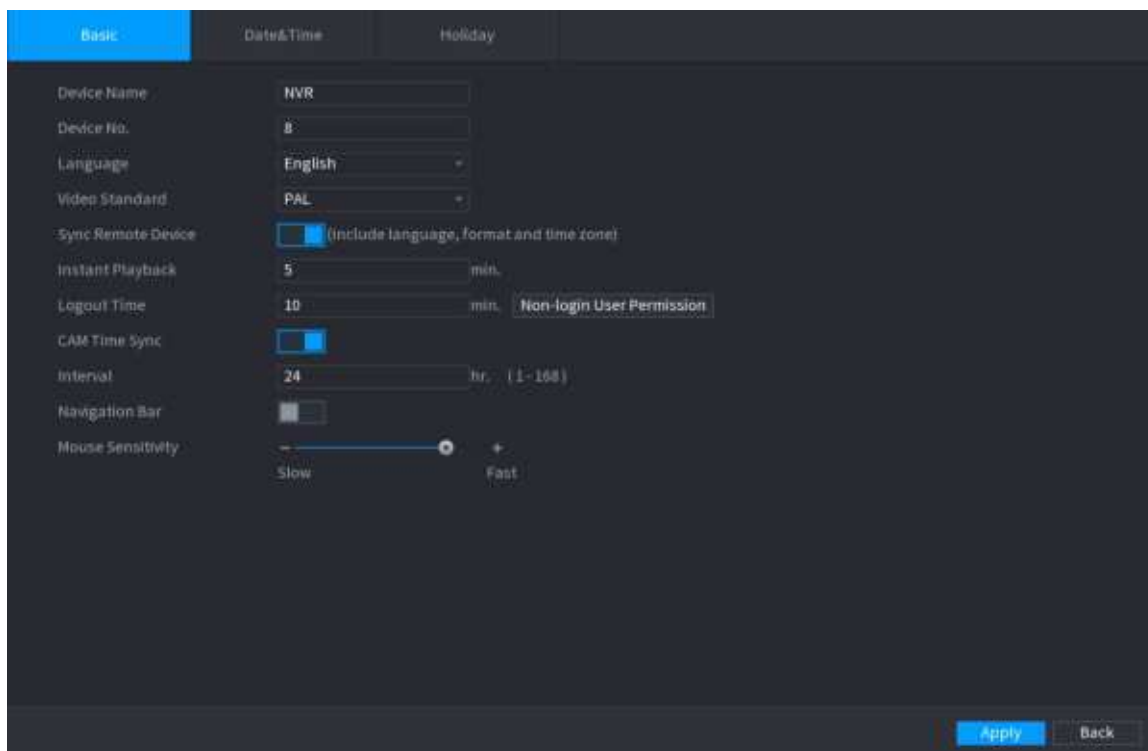 Basic Date&Time Holiday
Device Name NVR
Device No. 8
Language English
Video Standard PAL
Sync Remote Device (include language, format and time zone)
Instant Playback 5 min.
Logout Time 10 min. Non-login User Permission
CAM Time Sync
Interval 24 hr. (1-168)
Navigation Bar
Mouse Sensitivity - +
Slow Fast
Apply Back